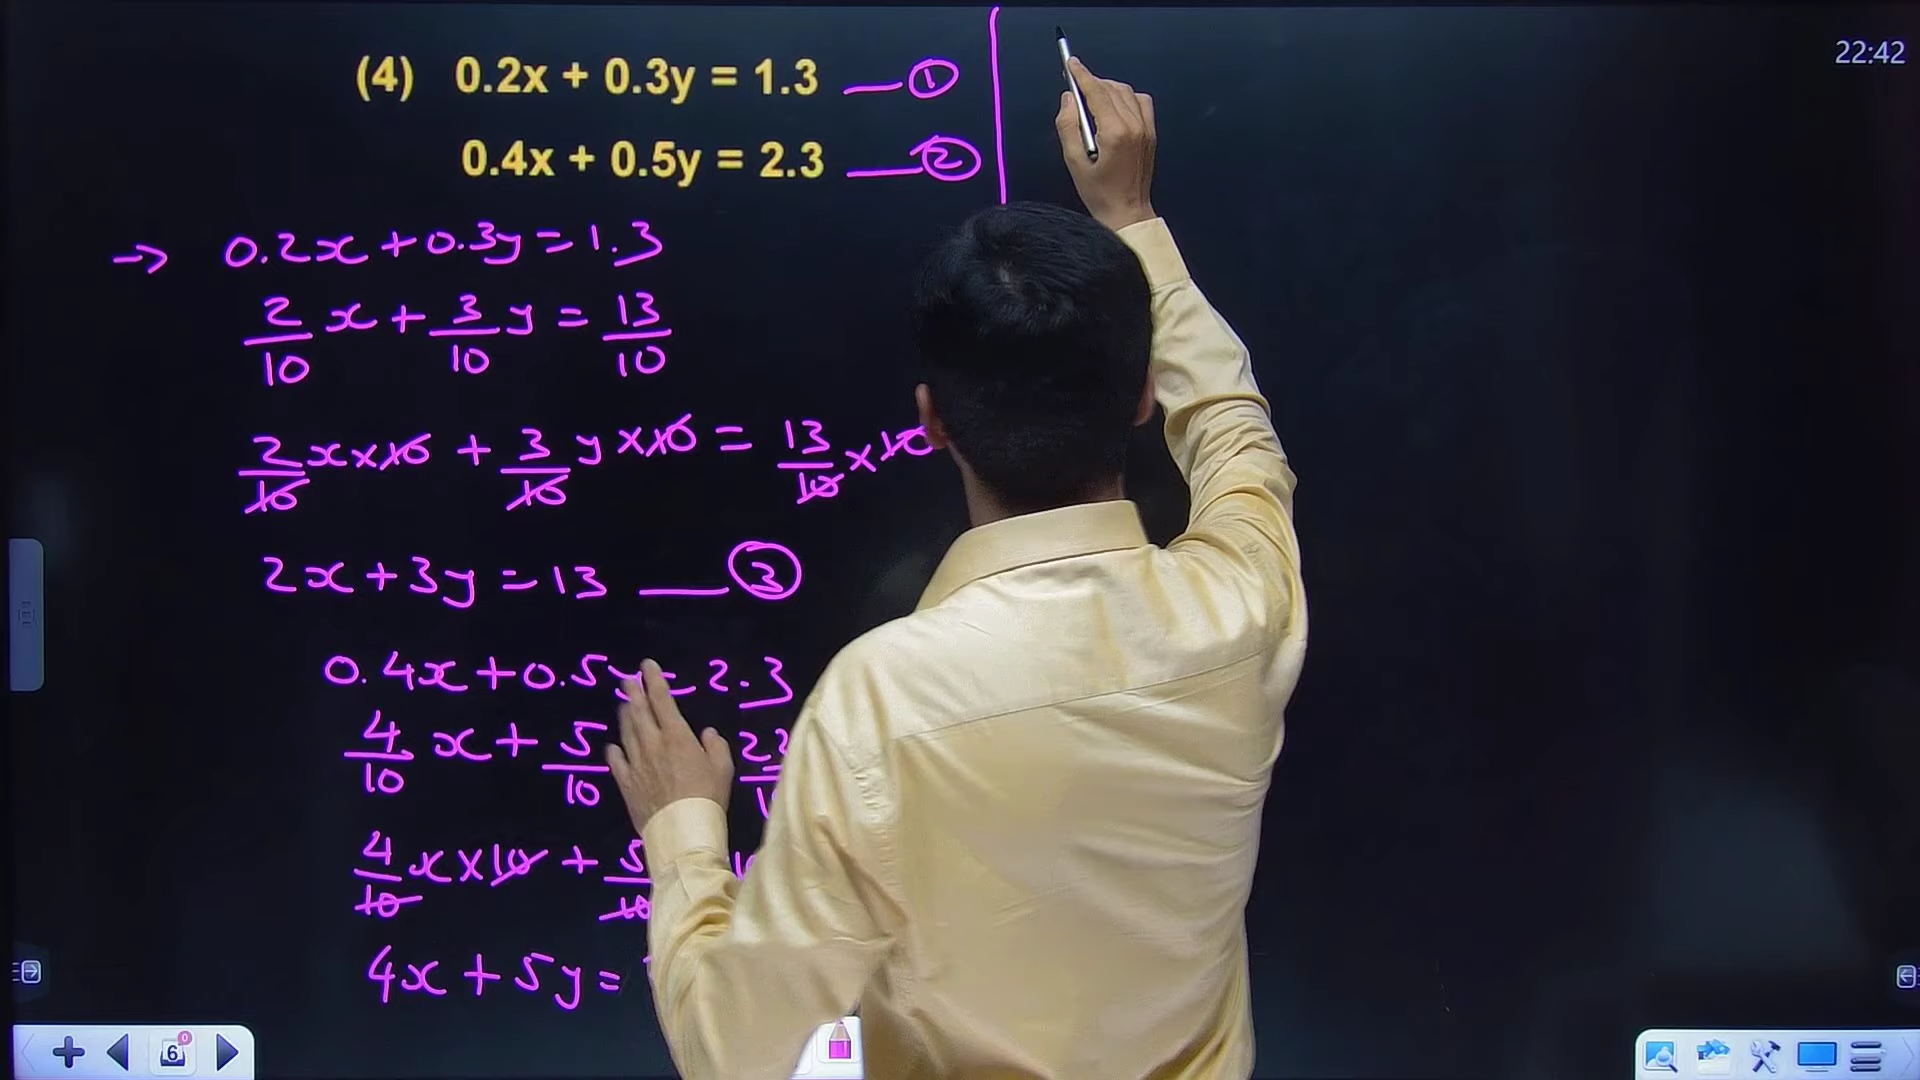 22:42
(4) 0.2x + 0.3y = 1.3 —①
0.4x + 0.5y = 2.3 —②
→ 0.2x+0.3y=1.3
2/10 x + 3/10 y = 13/10
2/10 x×10 + 3/10 y×10 = 13/10 ×10
2x+3y=13 —③
0.4x+0.5y=2.3
4/10 x + 5/10
4/10 x×10 + 5/10
4x+5y=
6
0